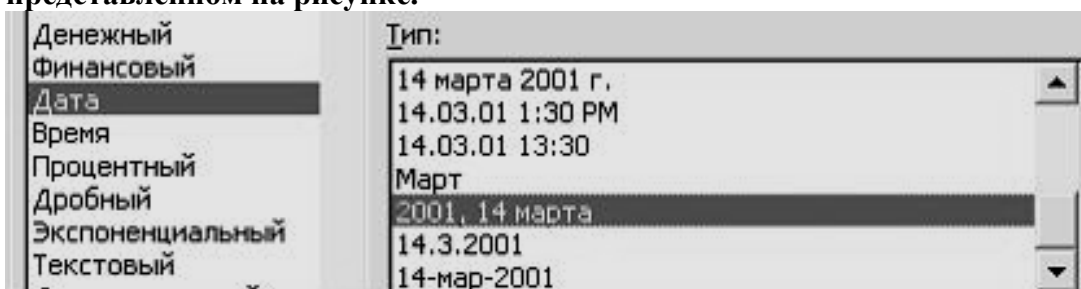 представленном на рисунке.
Денежный
Финансовый
Дата
Время
Процентный
Дробный
Экспоненциальный
Текстовый
Тип:
14 марта 2001 г.
14.03.01 1:30 PM
14.03.01 13:30
Март
2001, 14 марта
14.3.2001
14-мар-2001